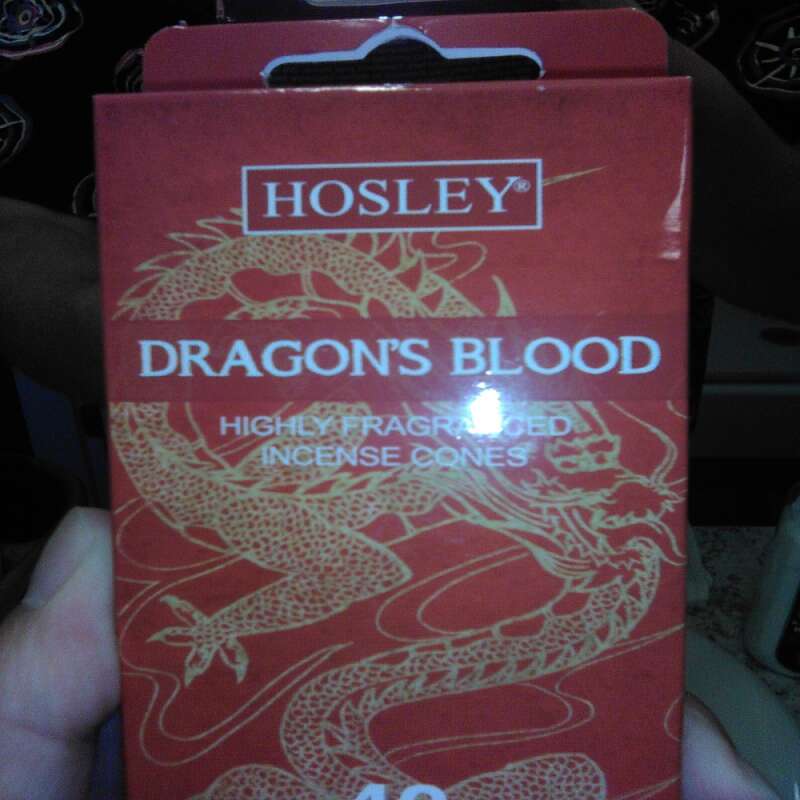 HOSLEY®
DRAGON'S BLOOD
HIGHLY FRAGRANCED
INCENSE CONES